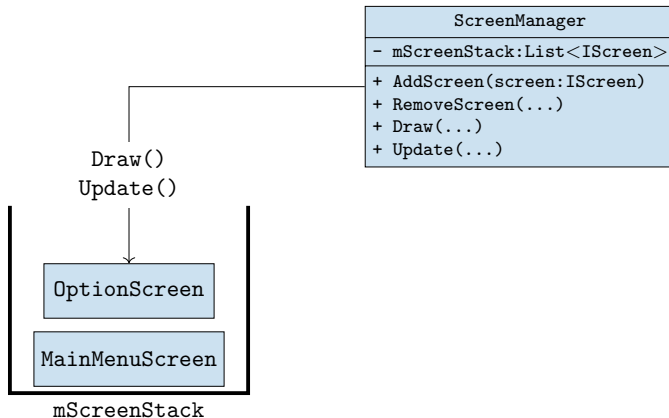 ScreenManager
- mScreenStack:List<IScreen>
+ AddScreen(screen:IScreen)
+ RemoveScreen(...)
+ Draw(...)
+ Update(...)
Draw()
Update()
OptionScreen
MainMenuScreen
mScreenStack